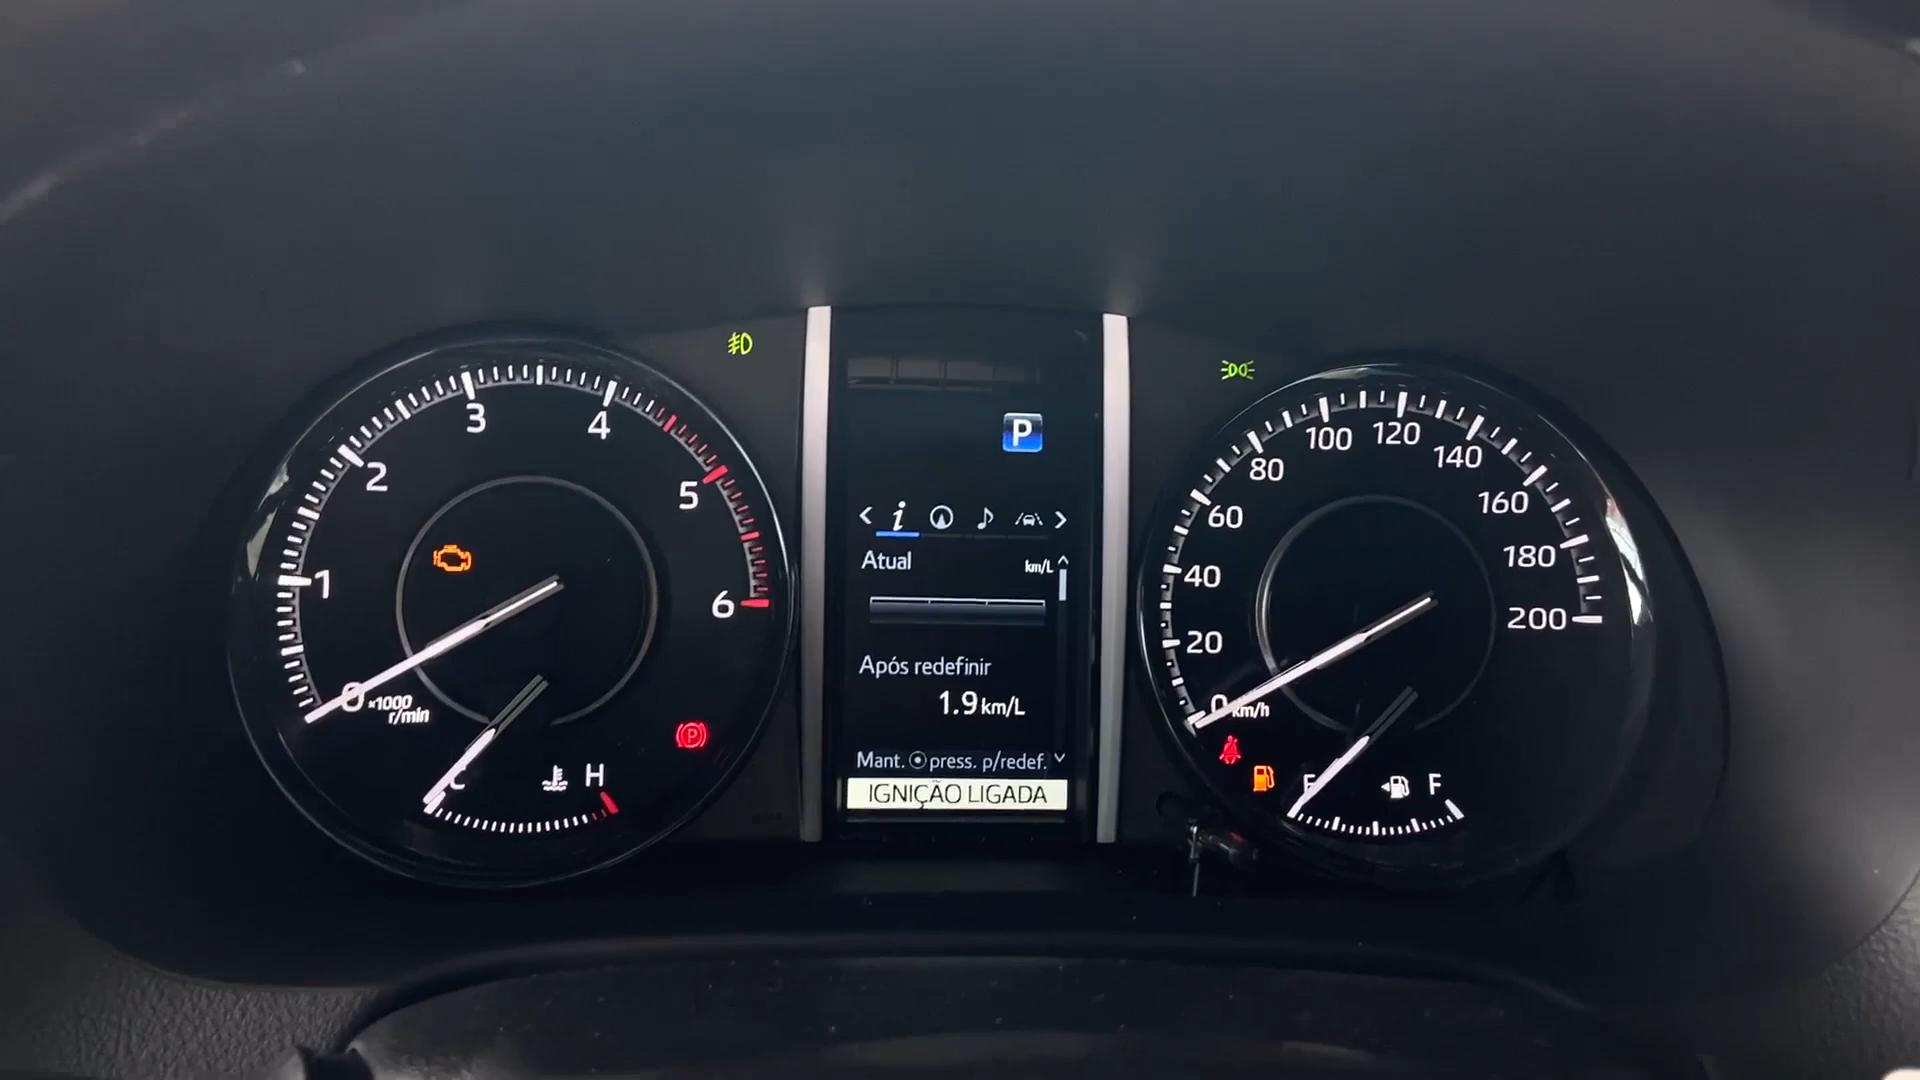 0
1
2
3
4
5
6
×1000
r/min
C
H
P
P
i
Atual
km/L
Após redefinir
1.9 km/L
Mant. press. p/redef.
IGNIÇÃO LIGADA
0
20
40
60
80
100
120
140
160
180
200
km/h
E
F